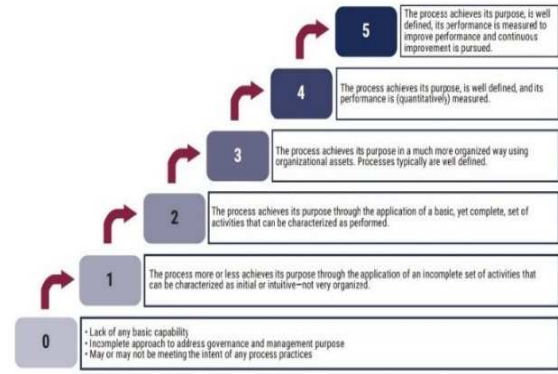 5
The process achieves its purpose, is well
defined, its performance is measured to
improve performance and continuous
improvement is pursued.
4
The process achieves its purpose, is well defined, and its
performance is (quantitatively) measured.
3
The process achieves its purpose in a much more organized way using
organizational assets. Processes typically are well defined.
2
The process achieves its purpose through the application of a basic, yet complete, set of
activities that can be characterized as performed.
1
The process more or less achieves its purpose through the application of an incomplete set of activities that
can be characterized as initial or intuitive—not very organized.
0
• Lack of any basic capability
• Incomplete approach to address governance and management purpose
• May or may not be meeting the intent of any process practices